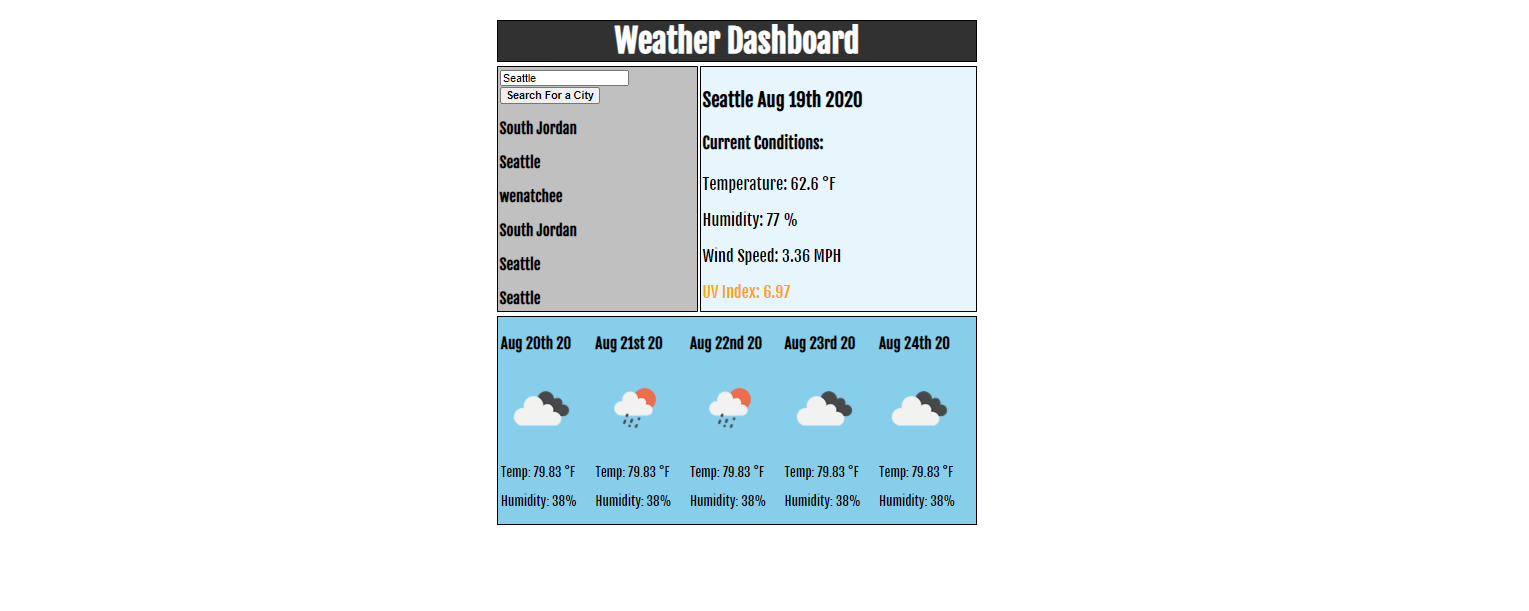 Weather Dashboard
Seattle
Search For a City
South Jordan
Seattle
wenatchee
South Jordan
Seattle
Seattle
Seattle Aug 19th 2020
Current Conditions:
Temperature: 62.6 °F
Humidity: 77 %
Wind Speed: 3.36 MPH
UV Index: 6.97
Aug 20th 20
Temp: 79.83 °F
Humidity: 38%
Aug 21st 20
Temp: 79.83 °F
Humidity: 38%
Aug 22nd 20
Temp: 79.83 °F
Humidity: 38%
Aug 23rd 20
Temp: 79.83 °F
Humidity: 38%
Aug 24th 20
Temp: 79.83 °F
Humidity: 38%